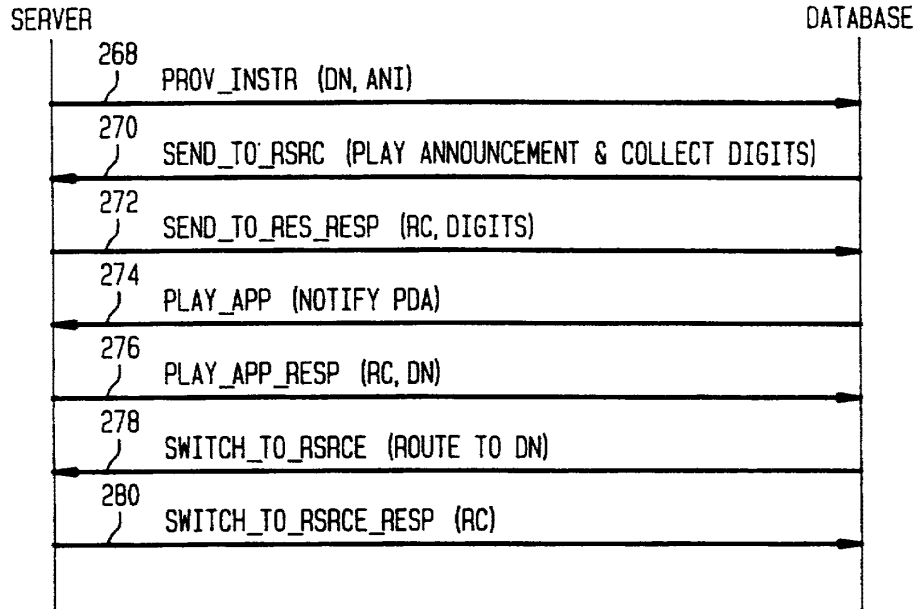 SERVER DATABASE
268
PROV_INSTR (DN, ANI)
270
SEND_TO_RSRC (PLAY ANNOUNCEMENT & COLLECT DIGITS)
272
SEND_TO_RES_RESP (RC, DIGITS)
274
PLAY_APP (NOTIFY PDA)
276
PLAY_APP_RESP (RC, DN)
278
SWITCH_TO_RSRCE (ROUTE TO DN)
280
SWITCH_TO_RSRCE_RESP (RC)